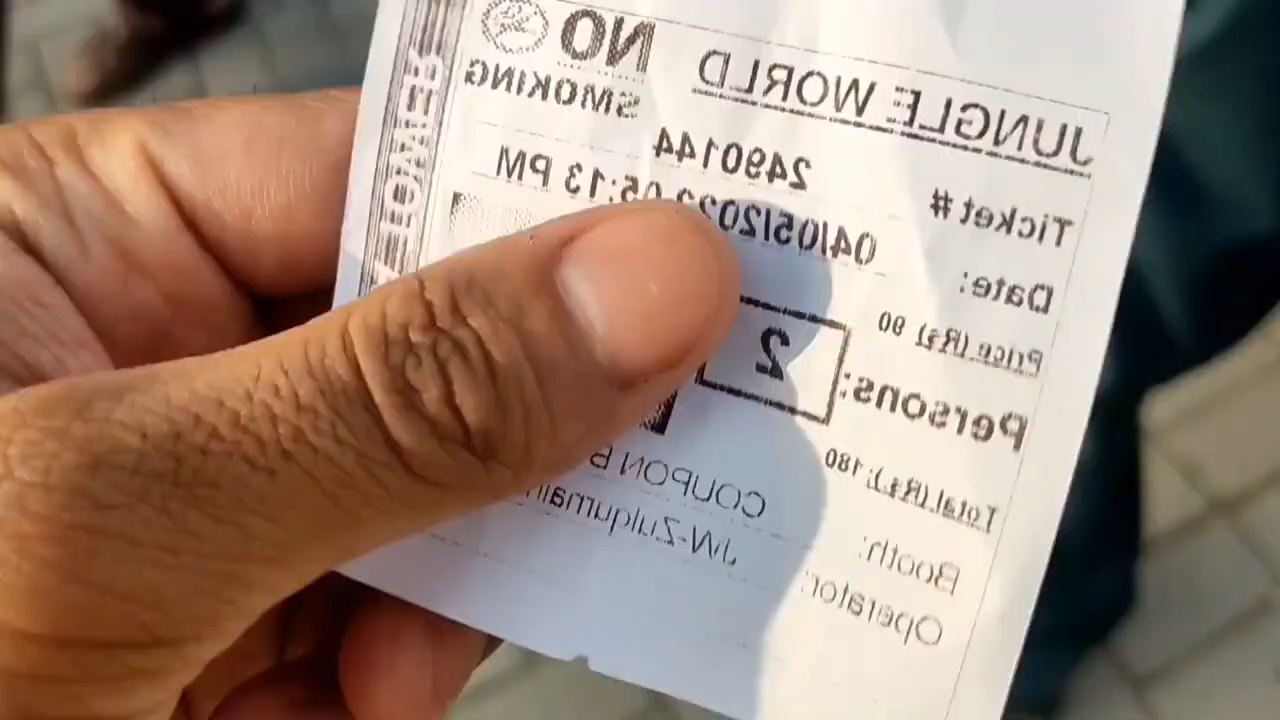 JUNGLE WORLD
NO
SMOKING
Ticket # 2490144
Date: 04/05/2022 05:13 PM
Price (Rs) 90
Persons: 2
Total (Rs): 180
Booth: COUPON B
Operator: JW-Zulqurnain